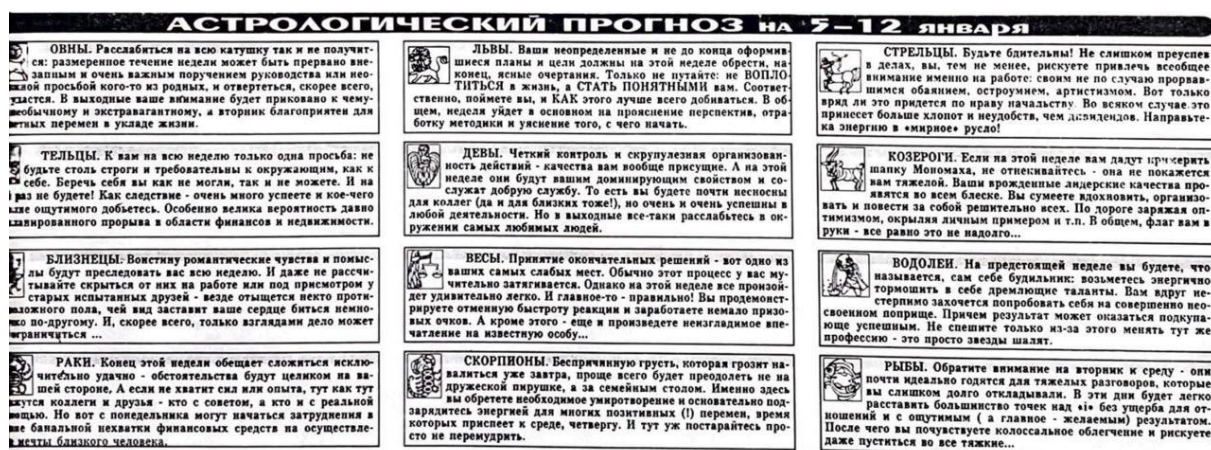 АСТРОЛОГИЧЕСКИЙ ПРОГНОЗ НА 5–12 ЯНВАРЯ
ОВНЫ. Расслабиться на всю катушку так и не получит-
ся: размеренное течение недели может быть прервано вне-
запным и очень важным поручением руководства или нео-
просьбой кого-то из родных, и отвертеться, скорее всего,
удастся. В выходные ваше внимание будет приковано к чему-
необычному и экстравагантному, а вторник благоприятен для
перемен в укладе жизни.
ТЕЛЬЦЫ. К вам на всю неделю только одна просьба: не
будьте столь строги и требовательны к окружающим, как к
себе. Беречь себя вы как не могли, так и не можете. И на
раз не будете! Как следствие - очень много успеете и кое-чего
ощутимого добьетесь. Особенно велика вероятность давно
планированного прорыва в области финансов и недвижимости.
БЛИЗНЕЦЫ. Воистину романтические чувства и помыс-
лы будут преследовать вас всю неделю. И даже не рассчи-
тывайте скрыться от них на работе или под присмотром у
старых испытанных друзей - везде отыщется некто проти-
воложного пола, чей вид заставит ваше сердце биться немно-
по-другому. И, скорее всего, только взглядами дело может
ограничиться ...
РАКИ. Конец этой недели обещает сложиться исклю-
чительно удачно - обстоятельства будут целиком на ва-
шей стороне. А если не хватит сил или опыта, тут как тут
коллеги и друзья - кто с советом, а кто и с реальной
мощью. Но вот с понедельника могут начаться затруднения в
банальной нехватки финансовых средств на осуществле-
мечты близкого человека.
ЛЬВЫ. Ваши неопределенные и не до конца оформив-
шиеся планы и цели должны на этой неделе обрести, на-
конец, ясные очертания. Только не путайте: не ВОПЛО-
ТИТЬСЯ в жизнь, а СТАТЬ ПОНЯТНЫМИ вам. Соответ-
ственно, поймете вы, и КАК этого лучше всего добиваться. В об-
щем, неделя уйдет в основном на прояснение перспектив, отра-
ботку методики и уяснение того, с чего начать.
ДЕВЫ. Четкий контроль и скрупулезная организован-
ность действий - качества вам вообще присущие. А на этой
неделе они будут вашим доминирующим свойством и со-
служат добрую службу. То есть вы будете почти несносны
для коллег (да и для близких тоже!), но очень и очень успешны в
любой деятельности. Но в выходные все-таки расслабьтесь в ок-
ружении самых любимых людей.
ВЕСЫ. Принятие окончательных решений - вот одно из
ваших самых слабых мест. Обычно этот процесс у вас му-
чительно затягивается. Однако на этой неделе все произой-
дет удивительно легко. И главное-то - правильно! Вы продемонст-
рируете отменную быстроту реакции и заработаете немало призо-
вых очков. А кроме этого - еще и произведете неизгладимое впе-
чатление на известную особу...
СКОРПИОНЫ. Беспричинную грусть, которая грозит на-
валиться уже завтра, проще всего будет преодолеть не на
дружеской пирушке, а за семейным столом. Именно здесь
вы обретете необходимое умиротворение и основательно под-
зарядитесь энергией для многих позитивных (!) перемен, время
которых приспеет к среде, четвергу. И тут уж постарайтесь про-
сто не перемудрить.
СТРЕЛЬЦЫ. Будьте бдительны! Не слишком преуспев
в делах, вы, тем не менее, рискуете привлечь всеобщее
внимание именно на работе: своим не по случаю прорвав-
шимся обаянием, остроумием, артистизмом. Вот только
вряд ли это придется по нраву начальству. Во всяком случае это
принесет больше хлопот и неудобств, чем дивидендов. Направьте-
ка энергию в «мирное» русло!
КОЗЕРОГИ. Если на этой неделе вам дадут примерить
шапку Мономаха, не отнекивайтесь - она не покажется
вам тяжелой. Ваши врожденные лидерские качества про-
явятся во всем блеске. Вы сумеете вдохновить, организо-
вать и повести за собой решительно всех. По дороге заряжая оп-
тимизмом, окрыляя личным примером и т.п. В общем, флаг вам в
руки - все равно это не надолго...
ВОДОЛЕИ. На предстоящей неделе вы будете, что
называется, сам себе будильник: возьметесь энергично
тормошить в себе дремлющие таланты. Вам вдруг не-
стерпимо захочется попробовать себя на совершенно нео-
своенном поприще. Причем результат может оказаться подкупа-
юще успешным. Не спешите только из-за этого менять тут же
профессию - это просто звезды шалят.
РЫБЫ. Обратите внимание на вторник и среду - они
почти идеально годятся для тяжелых разговоров, которые
вы слишком долго откладывали. В эти дни будет легко
расставить большинство точек над «i» без ущерба для от-
ношений и с ощутимым ( а главное - желаемым) результатом.
После чего вы почувствуете колоссальное облегчение и рискуете
даже пуститься во все тяжкие...